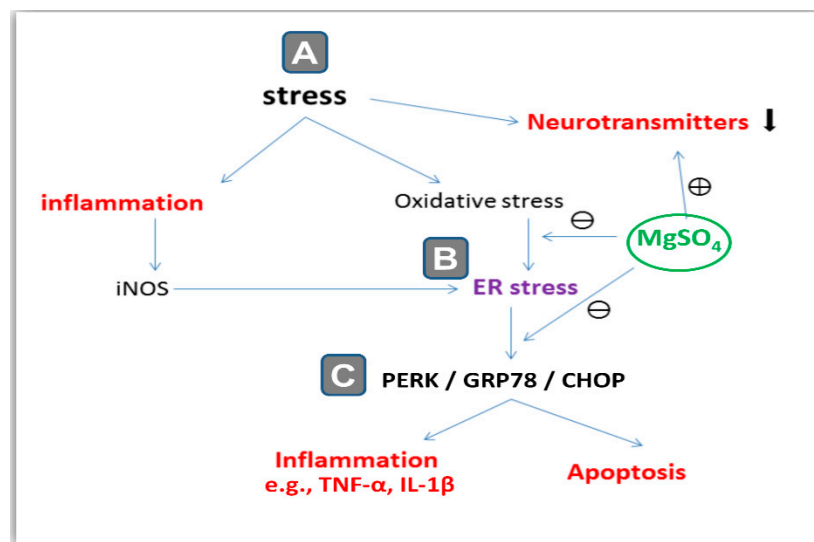 A
stress
Neurotransmitters ⬇
inflammation
Oxidative stress
⊕
⊖
MgSO₄
B
iNOS
ER stress
⊖
C
PERK / GRP78 / CHOP
Inflammation
e.g., TNF-α, IL-1β
Apoptosis